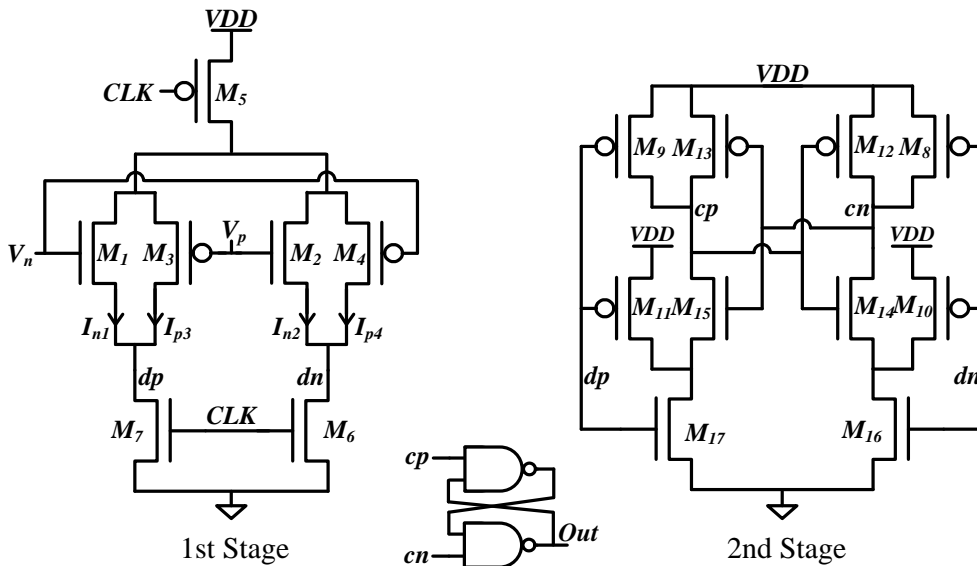 VDD
CLK
M5
Vn
M1
M3
Vp
M2
M4
In1
Ip3
In2
Ip4
dp
dn
M7
CLK
M6
1st Stage
cp
cn
Out
VDD
M9
M13
M12
M8
cp
cn
VDD
VDD
M11
M15
M14
M10
dp
dn
M17
M16
2nd Stage